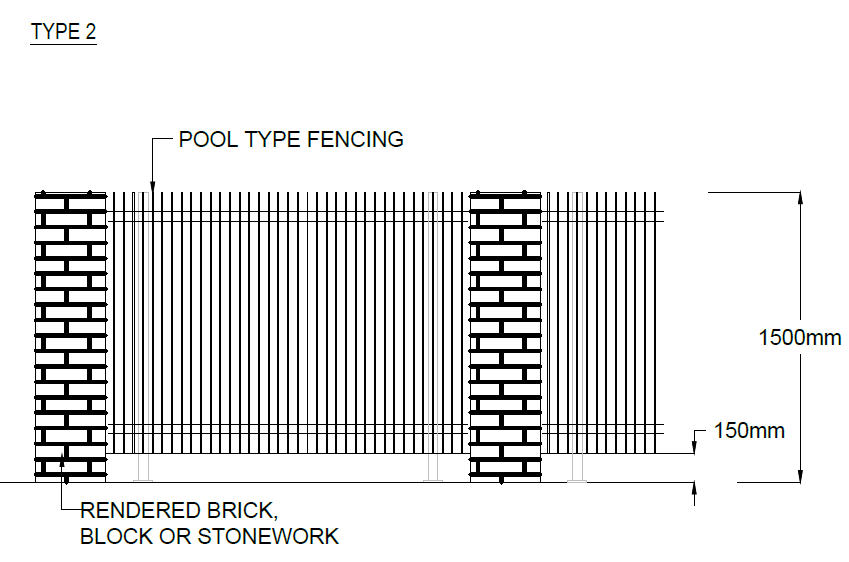 TYPE 2
POOL TYPE FENCING
1500mm
150mm
RENDERED BRICK,
BLOCK OR STONEWORK